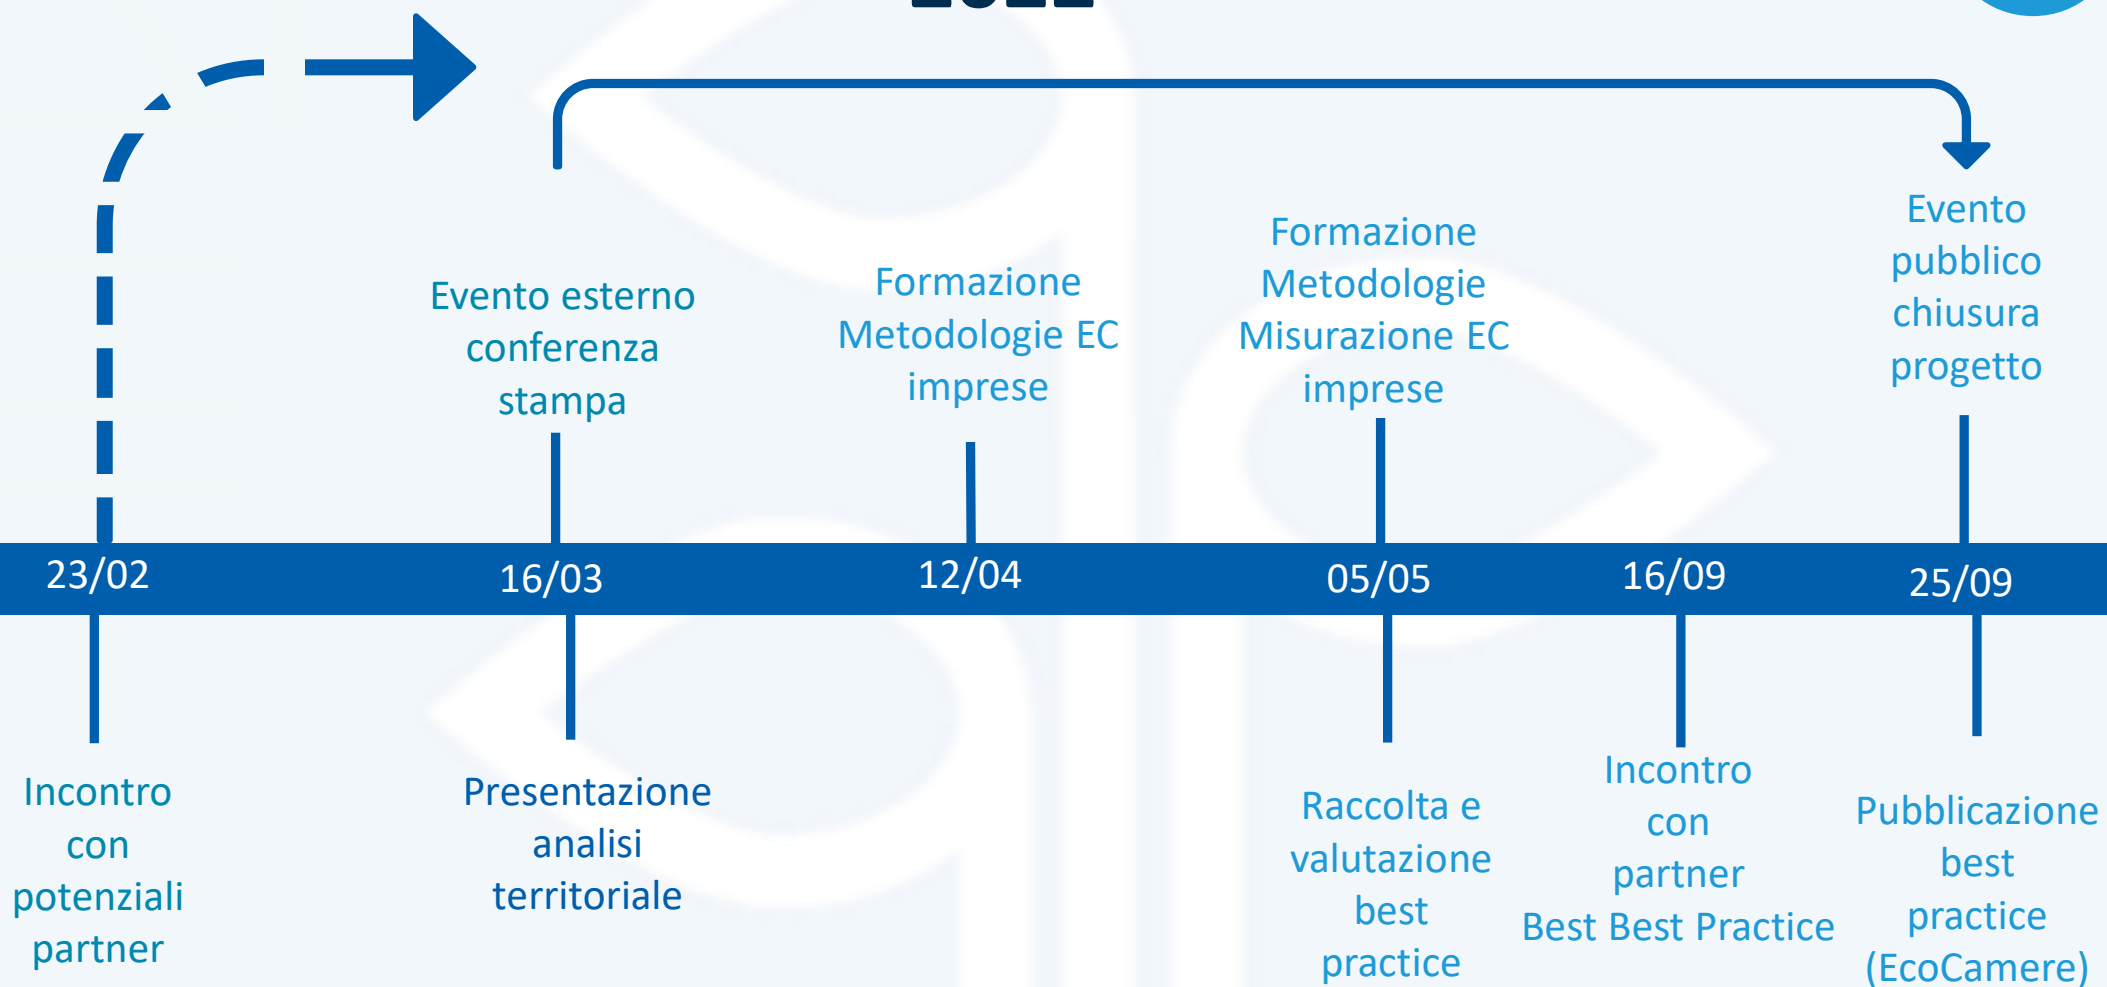 Evento esterno
conferenza
stampa
Formazione
Metodologie EC
imprese
Formazione
Metodologie
Misurazione EC
imprese
Evento
pubblico
chiusura
progetto
23/02
16/03
12/04
05/05
16/09
25/09
Incontro
con
potenziali
partner
Presentazione
analisi
territoriale
Raccolta e
valutazione
best
practice
Incontro
con
partner
Best Best Practice
Pubblicazione
best
practice
(EcoCamere)